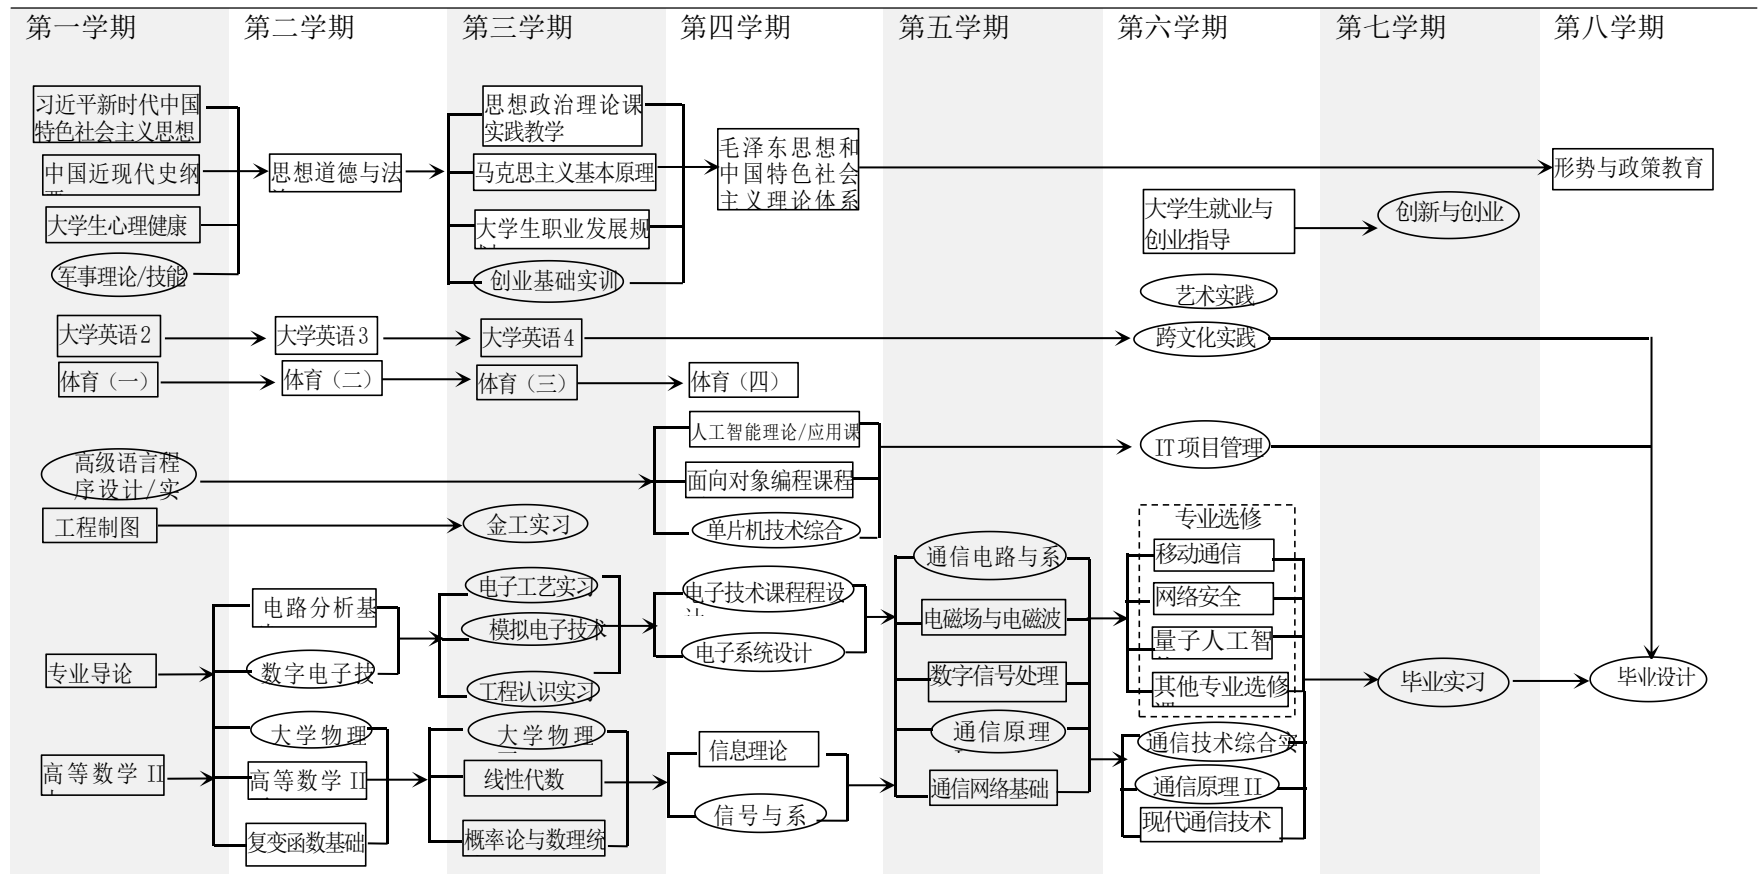 第一学期
第二学期
第三学期
第四学期
第五学期
第六学期
第七学期
第八学期
习近平新时代中国
特色社会主义思想
中国近现代史纲
大学生心理健康
军事理论/技能
思想道德与法
思想政治理论课
实践教学
马克思主义基本原理
大学生职业发展规
创业基础实训
毛泽东思想和
中国特色社会
主义理论体系
形势与政策教育
大学生就业与
创业指导
创新与创业
艺术实践
大学英语2
大学英语3
大学英语4
跨文化实践
体育（一）
体育（二）
体育（三）
体育（四）
高级语言程
序设计/实
人工智能理论/应用课
面向对象编程课程
单片机技术综合
IT项目管理
工程制图
金工实习
专业导论
高等数学 II
电路分析基
数字电子技
大学物理
高等数学 II
复变函数基础
电子工艺实习
模拟电子技术
工程认识实习
大学物理
线性代数
概率论与数理统
电子技术课程程设
电子系统设计
信息理论
信号与系
通信电路与系
电磁场与电磁波
数字信号处理
通信原理
通信网络基础
专业选修
移动通信
网络安全
量子人工智
其他专业选修
通信技术综合实
通信原理 II
现代通信技术
毕业实习
毕业设计